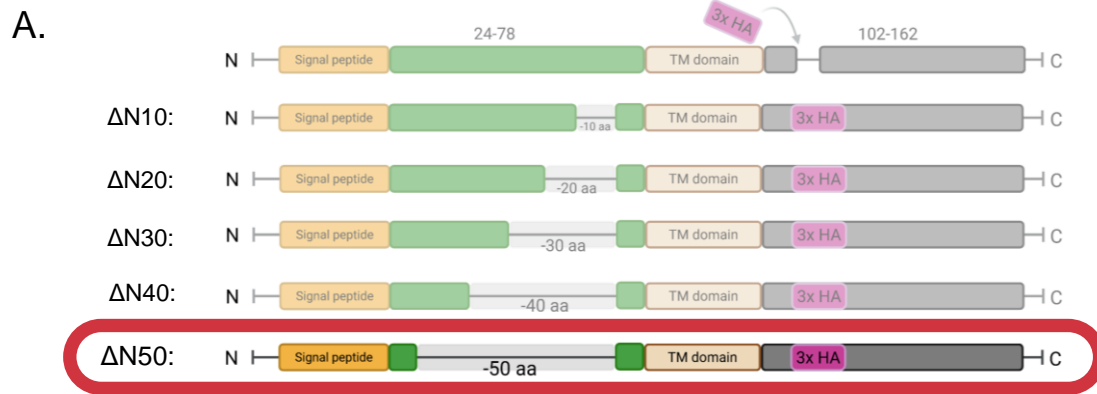 A.
3x HA
24-78 102-162
N Signal peptide TM domain C
ΔN10: N Signal peptide -10 aa TM domain 3x HA C
ΔN20: N Signal peptide -20 aa TM domain 3x HA C
ΔN30: N Signal peptide -30 aa TM domain 3x HA C
ΔN40: N Signal peptide -40 aa TM domain 3x HA C
ΔN50: N Signal peptide -50 aa TM domain 3x HA C